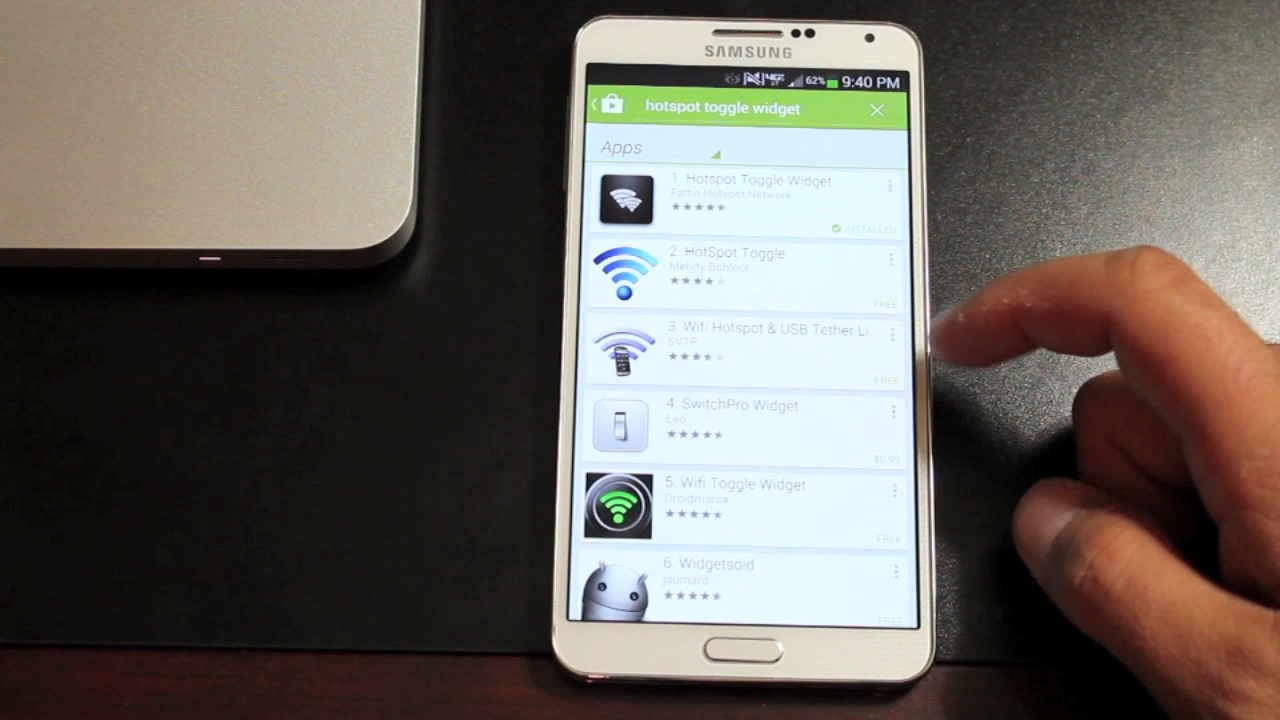 SAMSUNG
4G 62% 9:40 PM
hotspot toggle widget
Apps
1. Hotspot Toggle Widget
Fattin Hotspot Network
INSTALLED
2. HotSpot Toggle
Mehdy Bohlool
FREE
3. Wifi Hotspot & USB Tether Li...
SVTP
FREE
4. SwitchPro Widget
Leo
$0.99
5. Wifi Toggle Widget
Droidmania
FREE
6. Widgetsoid
jaumard
FREE